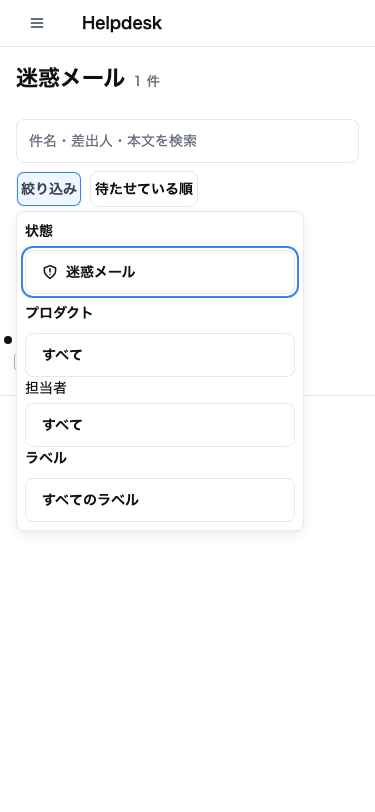 Helpdesk
迷惑メール 1 件
件名・差出人・本文を検索
絞り込み 待たせている順
状態
迷惑メール
プロダクト
すべて
担当者
すべて
ラベル
すべてのラベル